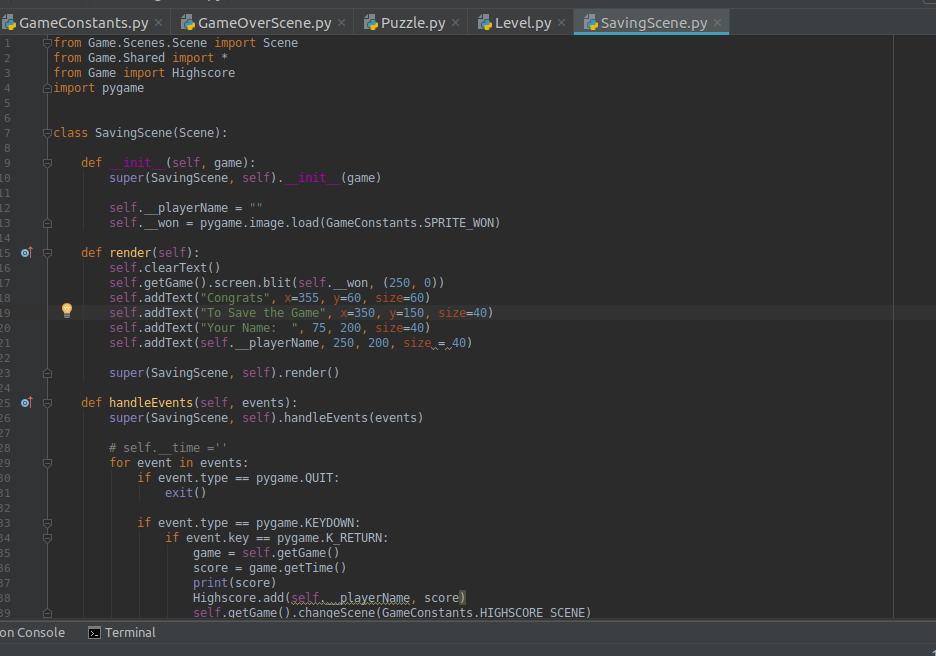 GameConstants.py × GameOverScene.py × Puzzle.py × Level.py × SavingScene.py ×
1 from Game.Scenes.Scene import Scene
2 from Game.Shared import *
3 from Game import Highscore
4 import pygame
5
6
7 class SavingScene(Scene):
8
9 def __init__(self, game):
10 super(SavingScene, self).__init__(game)
11
12 self.__playerName = ""
13 self.__won = pygame.image.load(GameConstants.SPRITE_WON)
14
15 def render(self):
16 self.clearText()
17 self.getGame().screen.blit(self.__won, (250, 0))
18 self.addText("Congrats", x=355, y=60, size=60)
19 self.addText("To Save the Game", x=350, y=150, size=40)
20 self.addText("Your Name:  ", 75, 200, size=40)
21 self.addText(self.__playerName, 250, 200, size = 40)
22
23 super(SavingScene, self).render()
24
25 def handleEvents(self, events):
26 super(SavingScene, self).handleEvents(events)
27
28 # self.__time =''
29 for event in events:
30 if event.type == pygame.QUIT:
31 exit()
32
33 if event.type == pygame.KEYDOWN:
34 if event.key == pygame.K_RETURN:
35 game = self.getGame()
36 score = game.getTime()
37 print(score)
38 Highscore.add(self.__playerName, score)
39 self.getGame().changeScene(GameConstants.HIGHSCORE_SCENE)
on Console Terminal